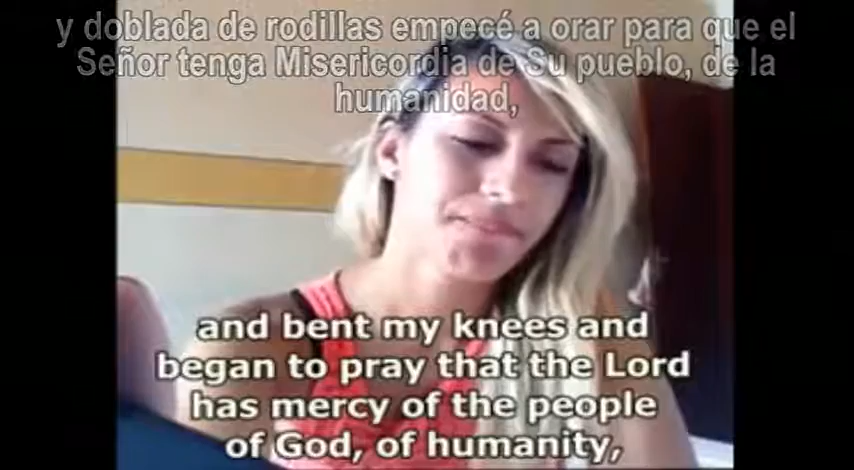 y doblada de rodillas empecé a orar para que el
Señor tenga Misericordia de Su pueblo, de la
humanidad,
and bent my knees and
began to pray that the Lord
has mercy of the people
of God, of humanity,